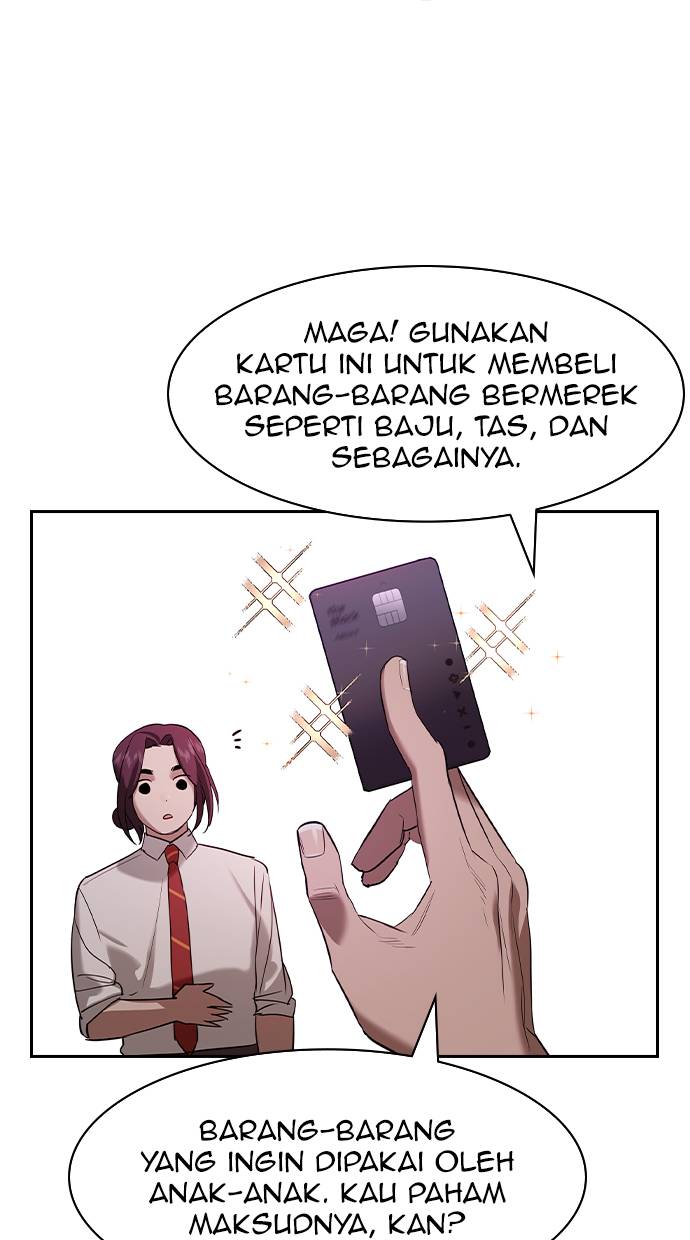 MAGA! GUNAKAN
KARTU INI UNTUK MEMBELI
BARANG-BARANG BERMEREK
SEPERTI BAJU, TAS, DAN
SEBAGAINYA.
BARANG-BARANG
YANG INGIN DIPAKAI OLEH
ANAK-ANAK. KAU PAHAM
MAKSUDNYA, KAN?